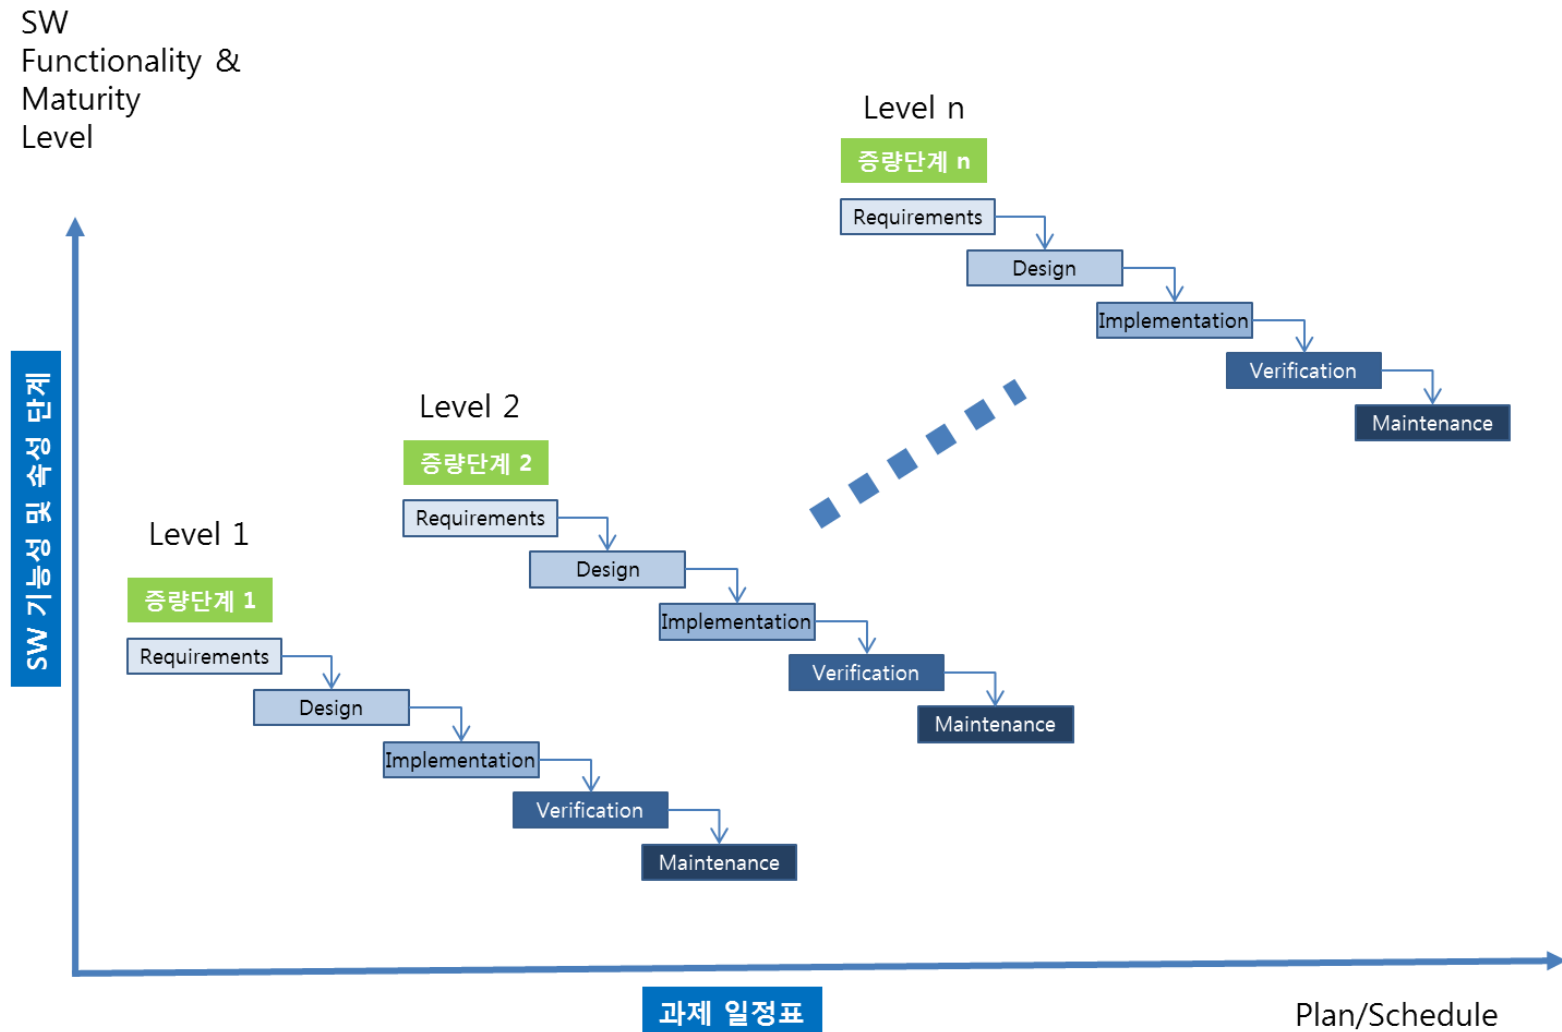 SW
Functionality &
Maturity
Level
Level n
증량단계 n
Requirements
Design
Implementation
Verification
Maintenance
Level 2
증량단계 2
Requirements
Design
Implementation
Verification
Maintenance
Level 1
증량단계 1
Requirements
Design
Implementation
Verification
Maintenance
SW 기능성 및 속성 단계
과제 일정표
Plan/Schedule